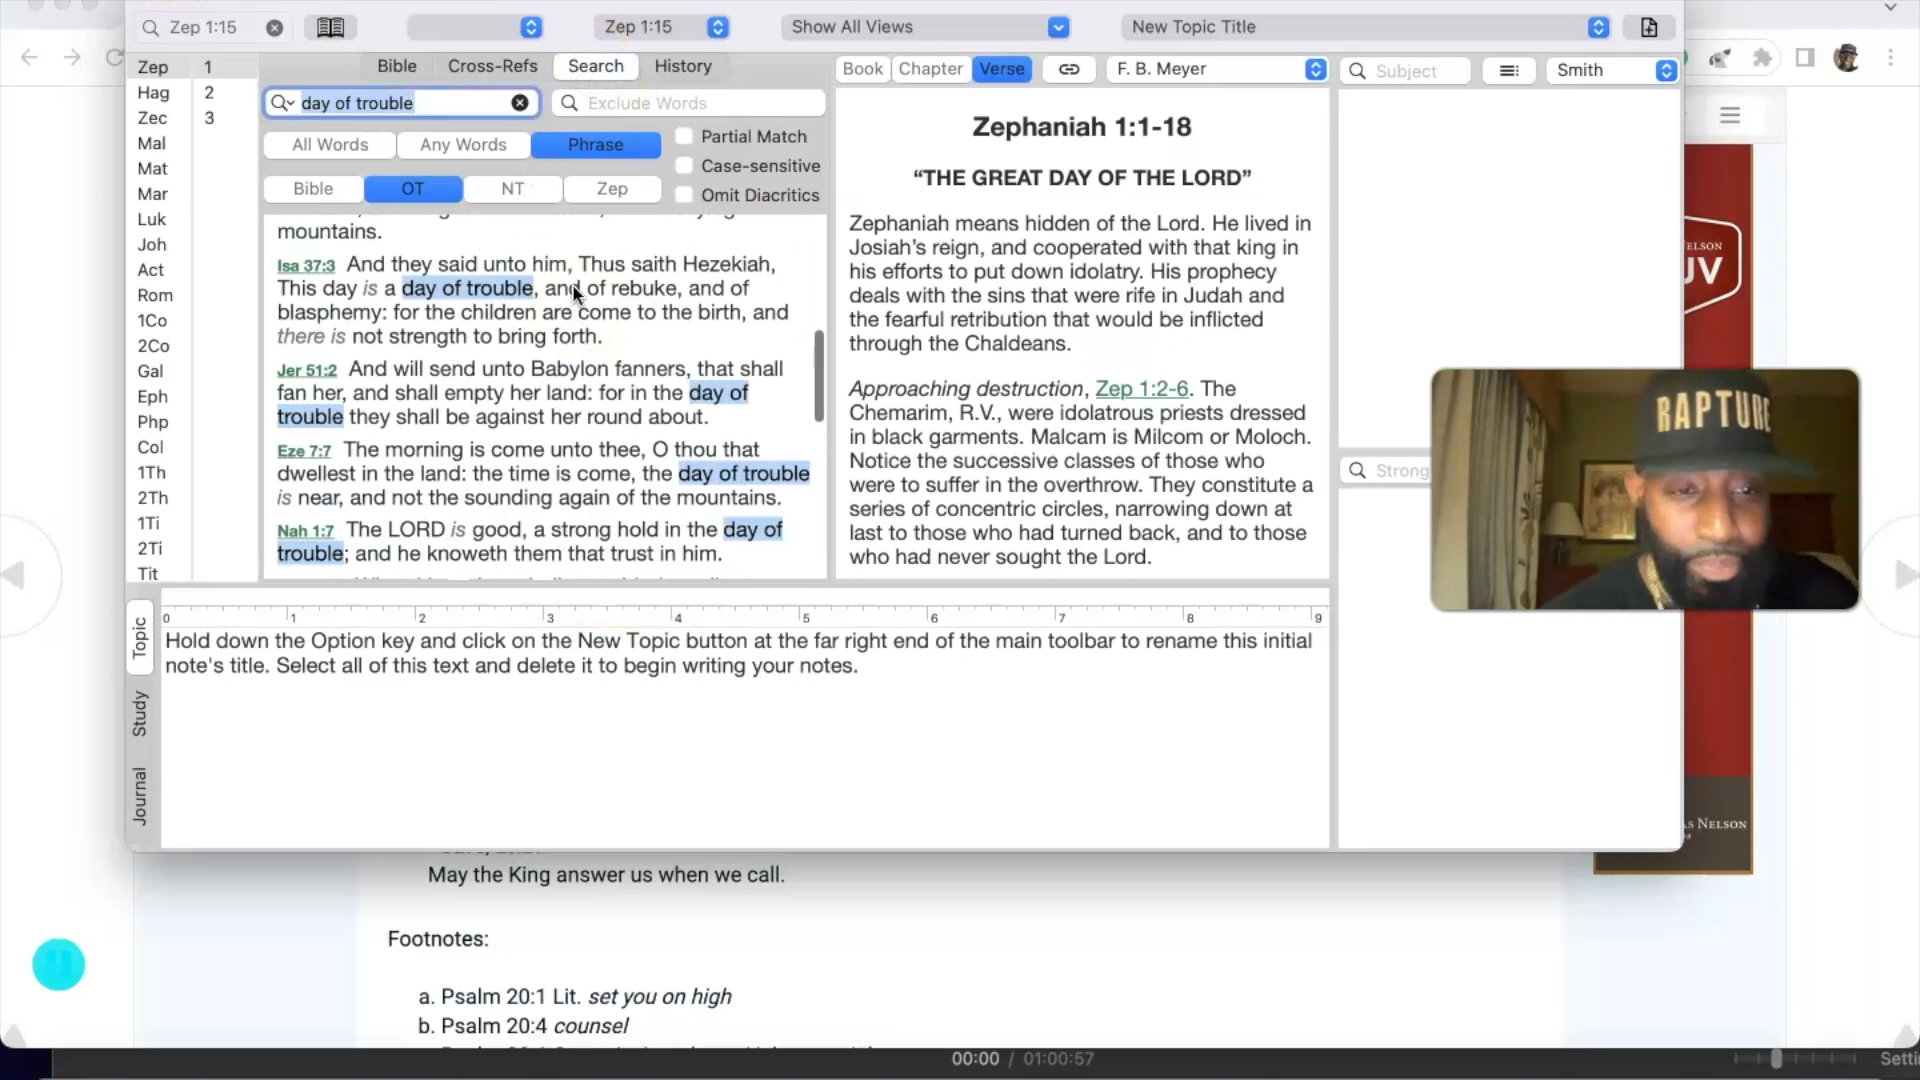 Zep 1:15
Zep 1:15
Show All Views
New Topic Title
Zep
Hag
Zec
Mal
Mat
Mar
Luk
Joh
Act
Rom
1Co
2Co
Gal
Eph
Php
Col
1Th
2Th
1Ti
2Ti
Tit
1
2
3
Bible
Cross-Refs
Search
History
day of trouble
Exclude Words
All Words
Any Words
Phrase
Partial Match
Case-sensitive
Omit Diacritics
Bible
OT
NT
Zep
mountains.
Isa 37:3 And they said unto him, Thus saith Hezekiah,
This day is a day of trouble, and of rebuke, and of
blasphemy: for the children are come to the birth, and
there is not strength to bring forth.
Jer 51:2 And will send unto Babylon fanners, that shall
fan her, and shall empty her land: for in the day of
trouble they shall be against her round about.
Eze 7:7 The morning is come unto thee, O thou that
dwellest in the land: the time is come, the day of trouble
is near, and not the sounding again of the mountains.
Nah 1:7 The LORD is good, a strong hold in the day of
trouble; and he knoweth them that trust in him.
Book
Chapter
Verse
F. B. Meyer
Zephaniah 1:1-18
“THE GREAT DAY OF THE LORD”
Zephaniah means hidden of the Lord. He lived in
Josiah’s reign, and cooperated with that king in
his efforts to put down idolatry. His prophecy
deals with the sins that were rife in Judah and
the fearful retribution that would be inflicted
through the Chaldeans.
Approaching destruction, Zep 1:2-6. The
Chemarim, R.V., were idolatrous priests dressed
in black garments. Malcam is Milcom or Moloch.
Notice the successive classes of those who
were to suffer in the overthrow. They constitute a
series of concentric circles, narrowing down at
last to those who had turned back, and to those
who had never sought the Lord.
Subject
Smith
Strong
RAPTURE
ELSON
UV
AS NELSON
Topic
Study
Journal
0 1 2 3 4 5 6 7 8 9
Hold down the Option key and click on the New Topic button at the far right end of the main toolbar to rename this initial
note's title. Select all of this text and delete it to begin writing your notes.
May the King answer us when we call.
Footnotes:
a. Psalm 20:1 Lit. set you on high
b. Psalm 20:4 counsel
00:00 / 01:00:57
Setti